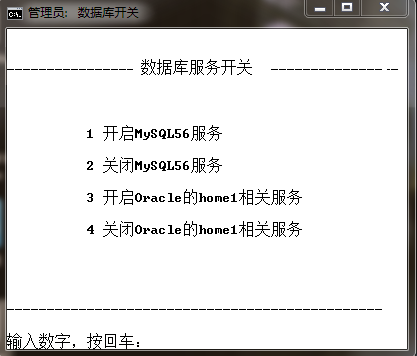 管理员: 数据库开关
---------------- 数据库服务开关 --------------- --
1 开启MySQL56服务
2 关闭MySQL56服务
3 开启Oracle的home1相关服务
4 关闭Oracle的home1相关服务
-----------------------------------------------
输入数字，按回车: